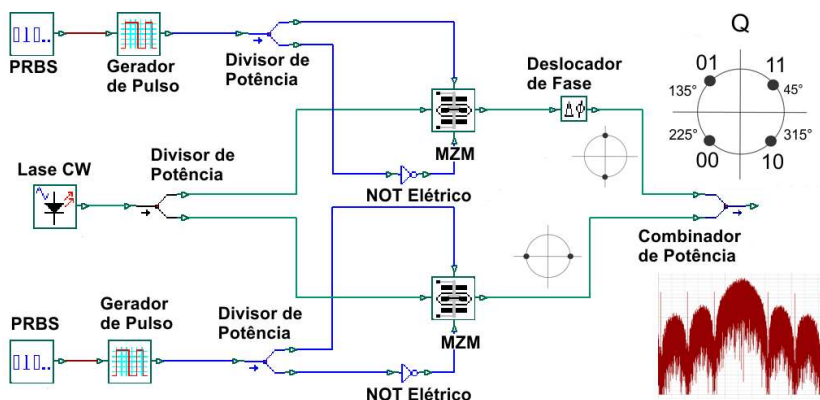 PRBS
Gerador
de Pulso
Divisor de
Potência
NOT Elétrico
MZM
Deslocador
de Fase
Q
01
11
135°
45°
225°
315°
00
10
Lase CW
Divisor de
Potência
Combinador
de Potência
PRBS
Gerador
de Pulso
Divisor de
Potência
NOT Elétrico
MZM